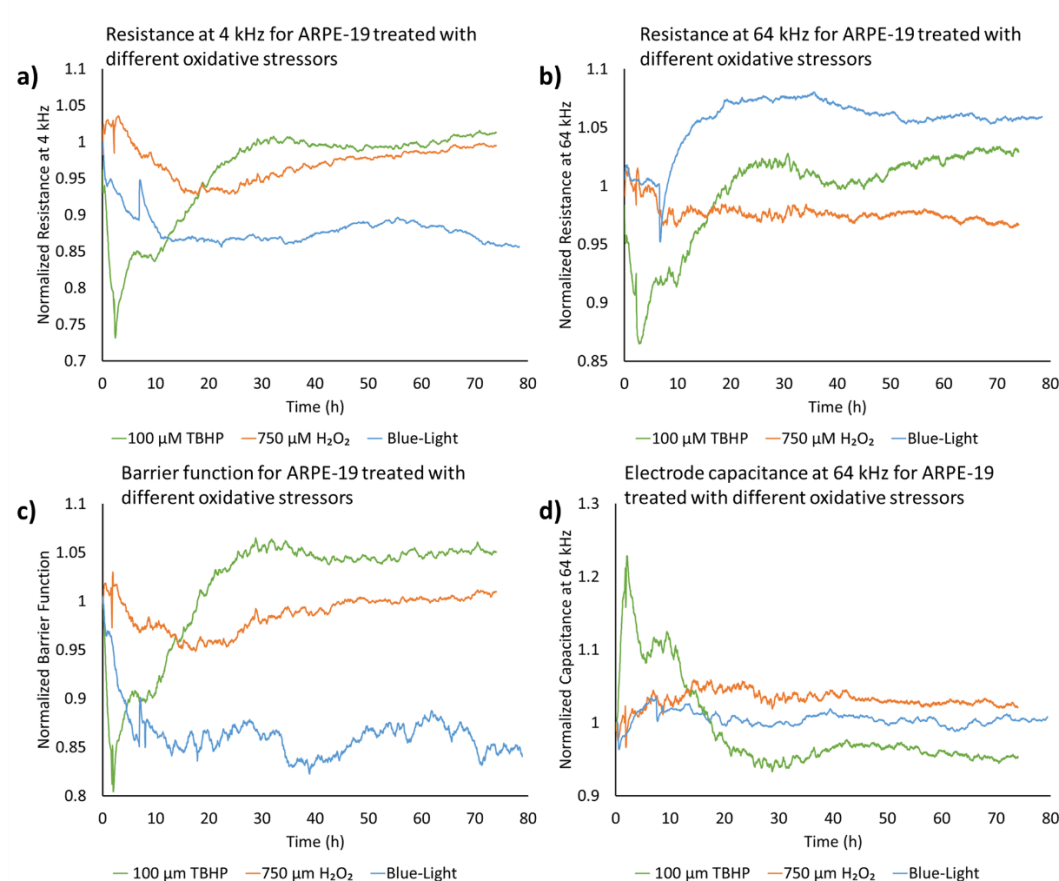 Resistance at 4 kHz for ARPE-19 treated with
different oxidative stressors
a)
1.1
1.05
1
0.95
0.9
0.85
0.8
0.75
0.7
Normalized Resistance at 4 kHz
0 10 20 30 40 50 60 70 80
Time (h)
100 µM TBHP 750 µM H₂O₂ Blue-Light
Resistance at 64 kHz for ARPE-19 treated with
different oxidative stressors
b)
1.1
1.05
1
0.95
0.9
0.85
Normalized Resistance at 64 kHz
0 10 20 30 40 50 60 70 80
Time (h)
100 µM TBHP 750 µM H₂O₂ Blue-Light
Barrier function for ARPE-19 treated with
different oxidative stressors
c)
1.1
1.05
1
0.95
0.9
0.85
0.8
Normalized Barrier Function
0 10 20 30 40 50 60 70 80
Time (h)
100 µm TBHP 750 µm H₂O₂ Blue-Light
Electrode capacitance at 64 kHz for ARPE-19
treated with different oxidative stressors
d)
1.3
1.2
1.1
1
0.9
Normalized Capacitance at 64 kHz
0 10 20 30 40 50 60 70 80
Time (h)
100 µm TBHP 750 µm H₂O₂ Blue-Light